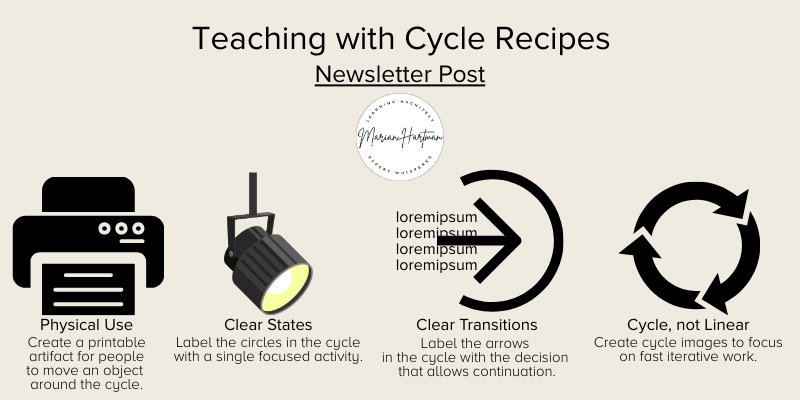 Teaching with Cycle Recipes
Newsletter Post
LEARNING ARCHITECT
Marian Hartman
EXPERT WHISPERER
loremipsum
loremipsum
loremipsum
loremipsum
Physical Use
Create a printable
artifact for people
to move an object
around the cycle.
Clear States
Label the circles in the cycle
with a single focused activity.
Clear Transitions
Label the arrows
in the cycle with the decision
that allows continuation.
Cycle, not Linear
Create cycle images to focus
on fast iterative work.